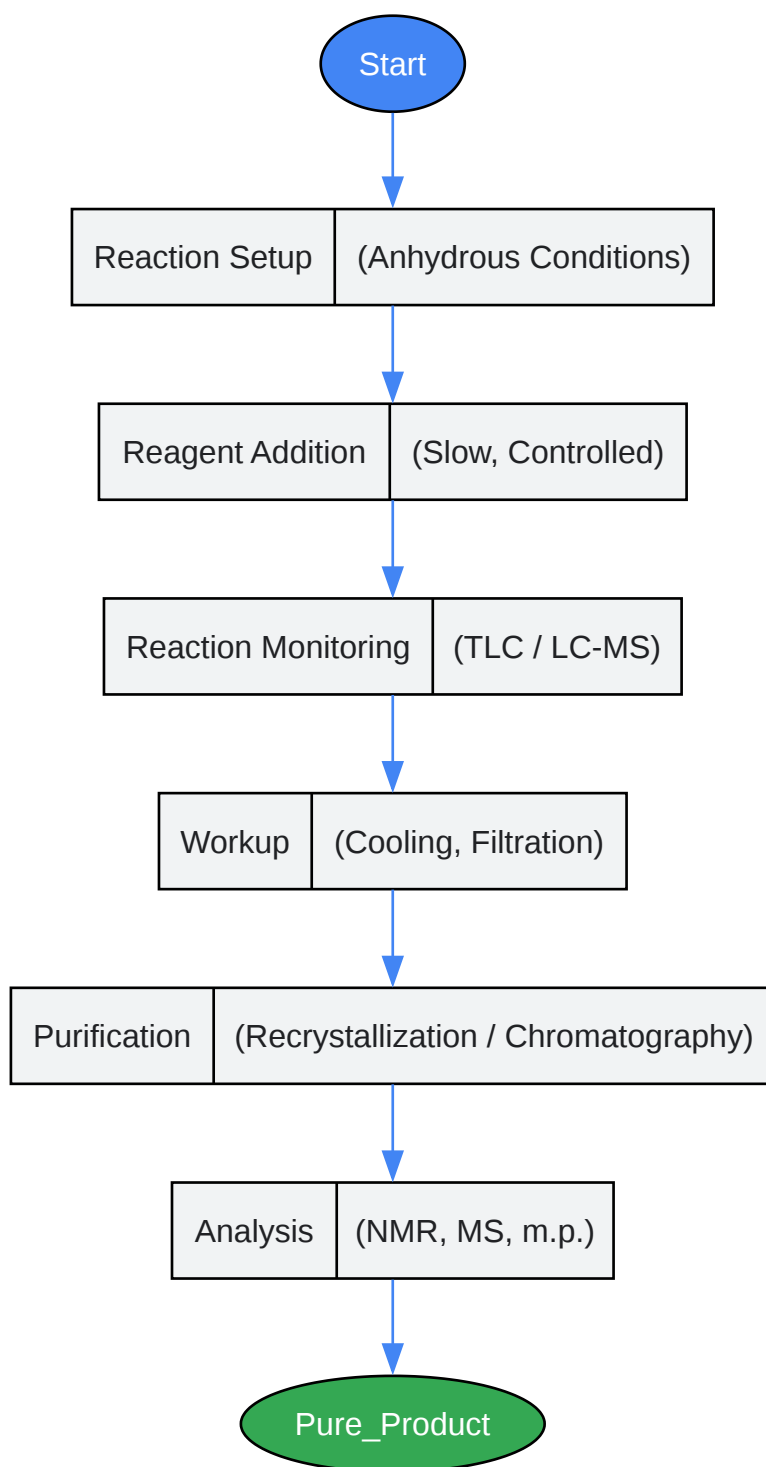 Start
Reaction Setup (Anhydrous Conditions)
Reagent Addition (Slow, Controlled)
Reaction Monitoring (TLC / LC-MS)
Workup (Cooling, Filtration)
Purification (Recrystallization / Chromatography)
Analysis (NMR, MS, m.p.)
Pure_Product